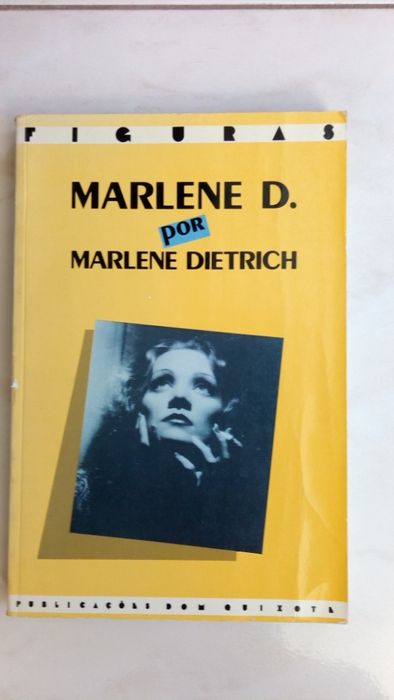 FIGURAS
MARLENE D.
por
MARLENE DIETRICH
PUBLICAÇÕES DOM QUIXOTE